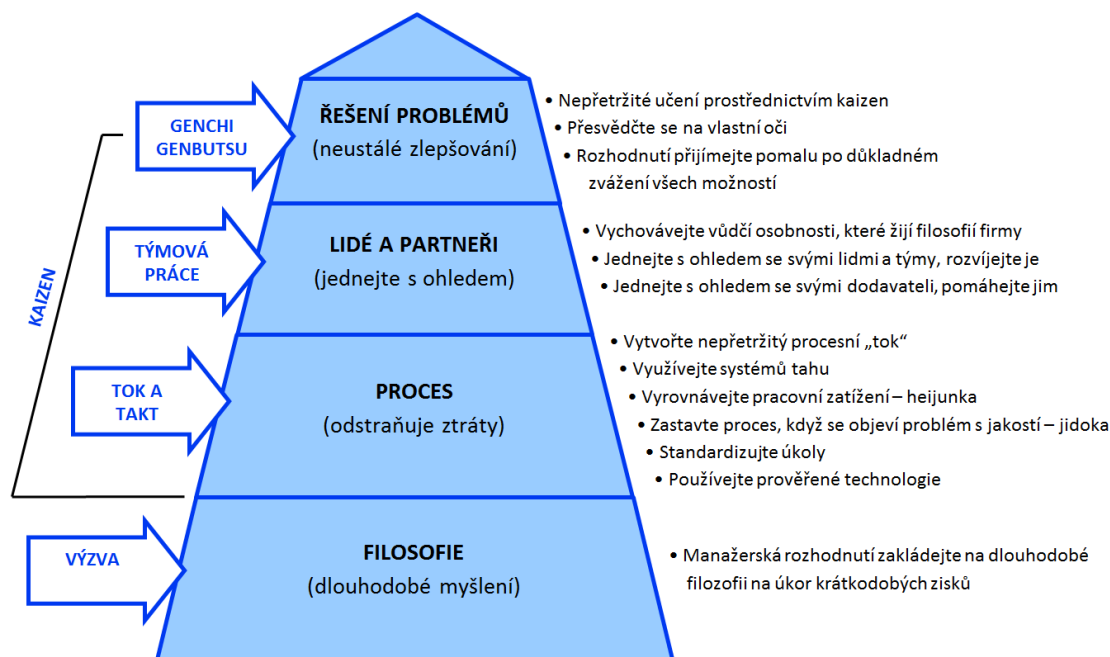 GENCHI
GENBUTSU
ŘEŠENÍ PROBLÉMŮ
(neustálé zlepšování)
• Nepřetržité učení prostřednictvím kaizen
• Přesvědčte se na vlastní oči
• Rozhodnutí přijímejte pomalu po důkladném
zvážení všech možností
KAIZEN
TÝMOVÁ
PRÁCE
LIDÉ A PARTNEŘI
(jednejte s ohledem)
• Vychovávejte vůdčí osobnosti, které žijí filosofií firmy
• Jednejte s ohledem se svými lidmi a týmy, rozvíjejte je
• Jednejte s ohledem se svými dodavateli, pomáhejte jim
TOK A
TAKT
PROCES
(odstraňuje ztráty)
• Vytvořte nepřetržitý procesní „tok“
• Využívejte systémů tahu
• Vyrovnávejte pracovní zatížení – heijunka
• Zastavte proces, když se objeví problém s jakostí – jidoka
• Standardizujte úkoly
• Používejte prověřené technologie
VÝZVA
FILOSOFIE
(dlouhodobé myšlení)
• Manažerská rozhodnutí zakládejte na dlouhodobé
filozofii na úkor krátkodobých zisků